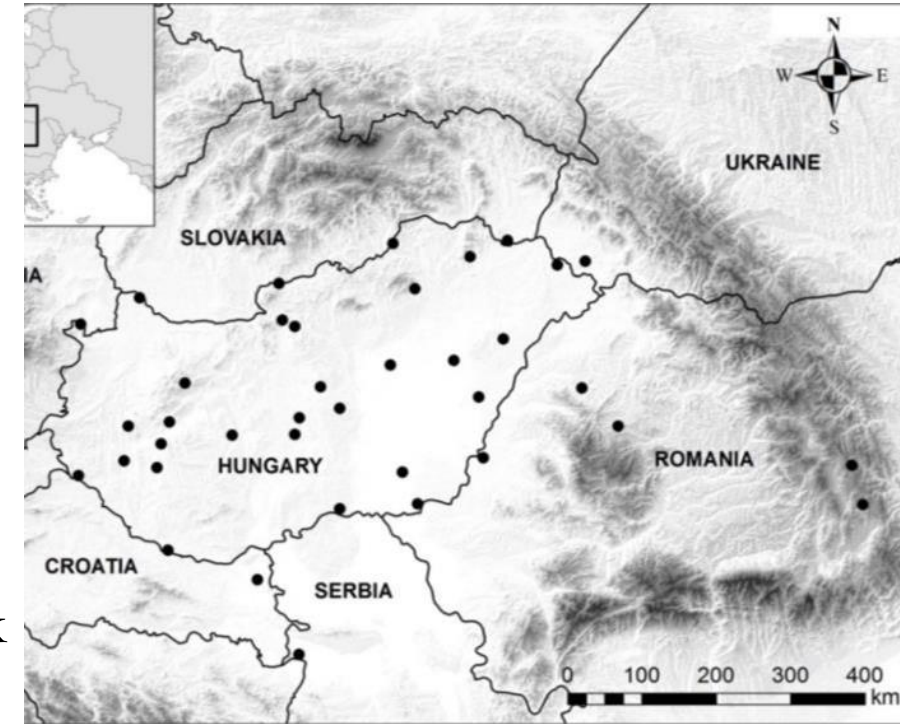 N
W E
S
UKRAINE
SLOVAKIA
IA
HUNGARY
ROMANIA
CROATIA
SERBIA
0 100 200 300 400
km